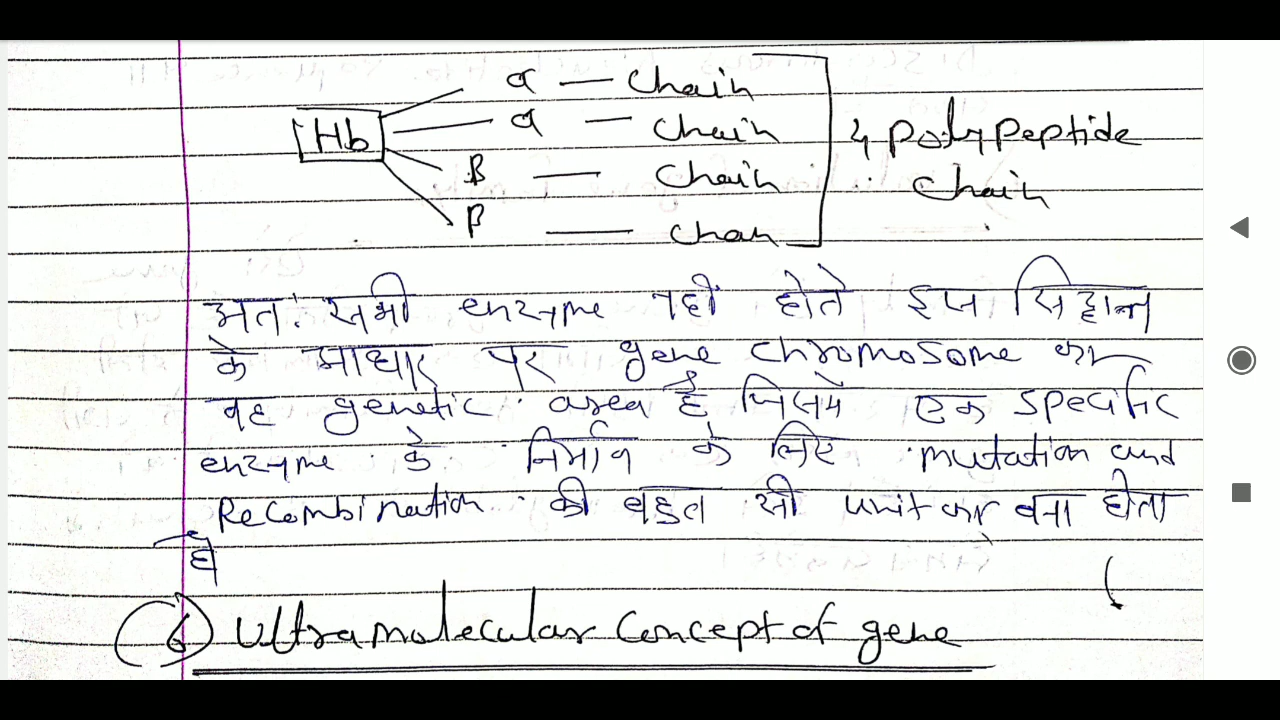 α — chain
Hb α — chain 4 polypeptide
β — chain chain
β — chan
अतः सभी enzyme नही होते इस सिद्धान्त
के आधार पर gene chromosome का
वह genetic area है जिसमे एक specific
enzyme के निर्माण के लिए mutation and
Recombination की बहुत सी unit का बना होता
है
6 Ultramolecular Concept of gene